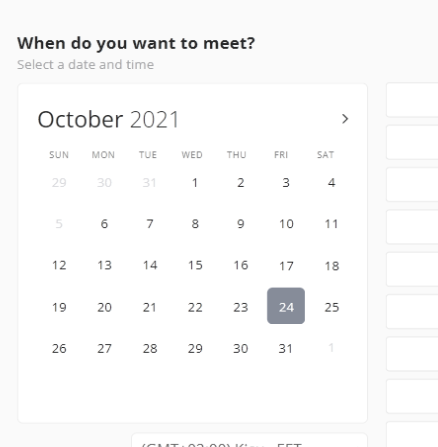 When do you want to meet?
Select a date and time
October 2021
SUN MON TUE WED THU FRI SAT
29 30 31 1 2 3 4
5 6 7 8 9 10 11
12 13 14 15 16 17 18
19 20 21 22 23 24 25
26 27 28 29 30 31 1